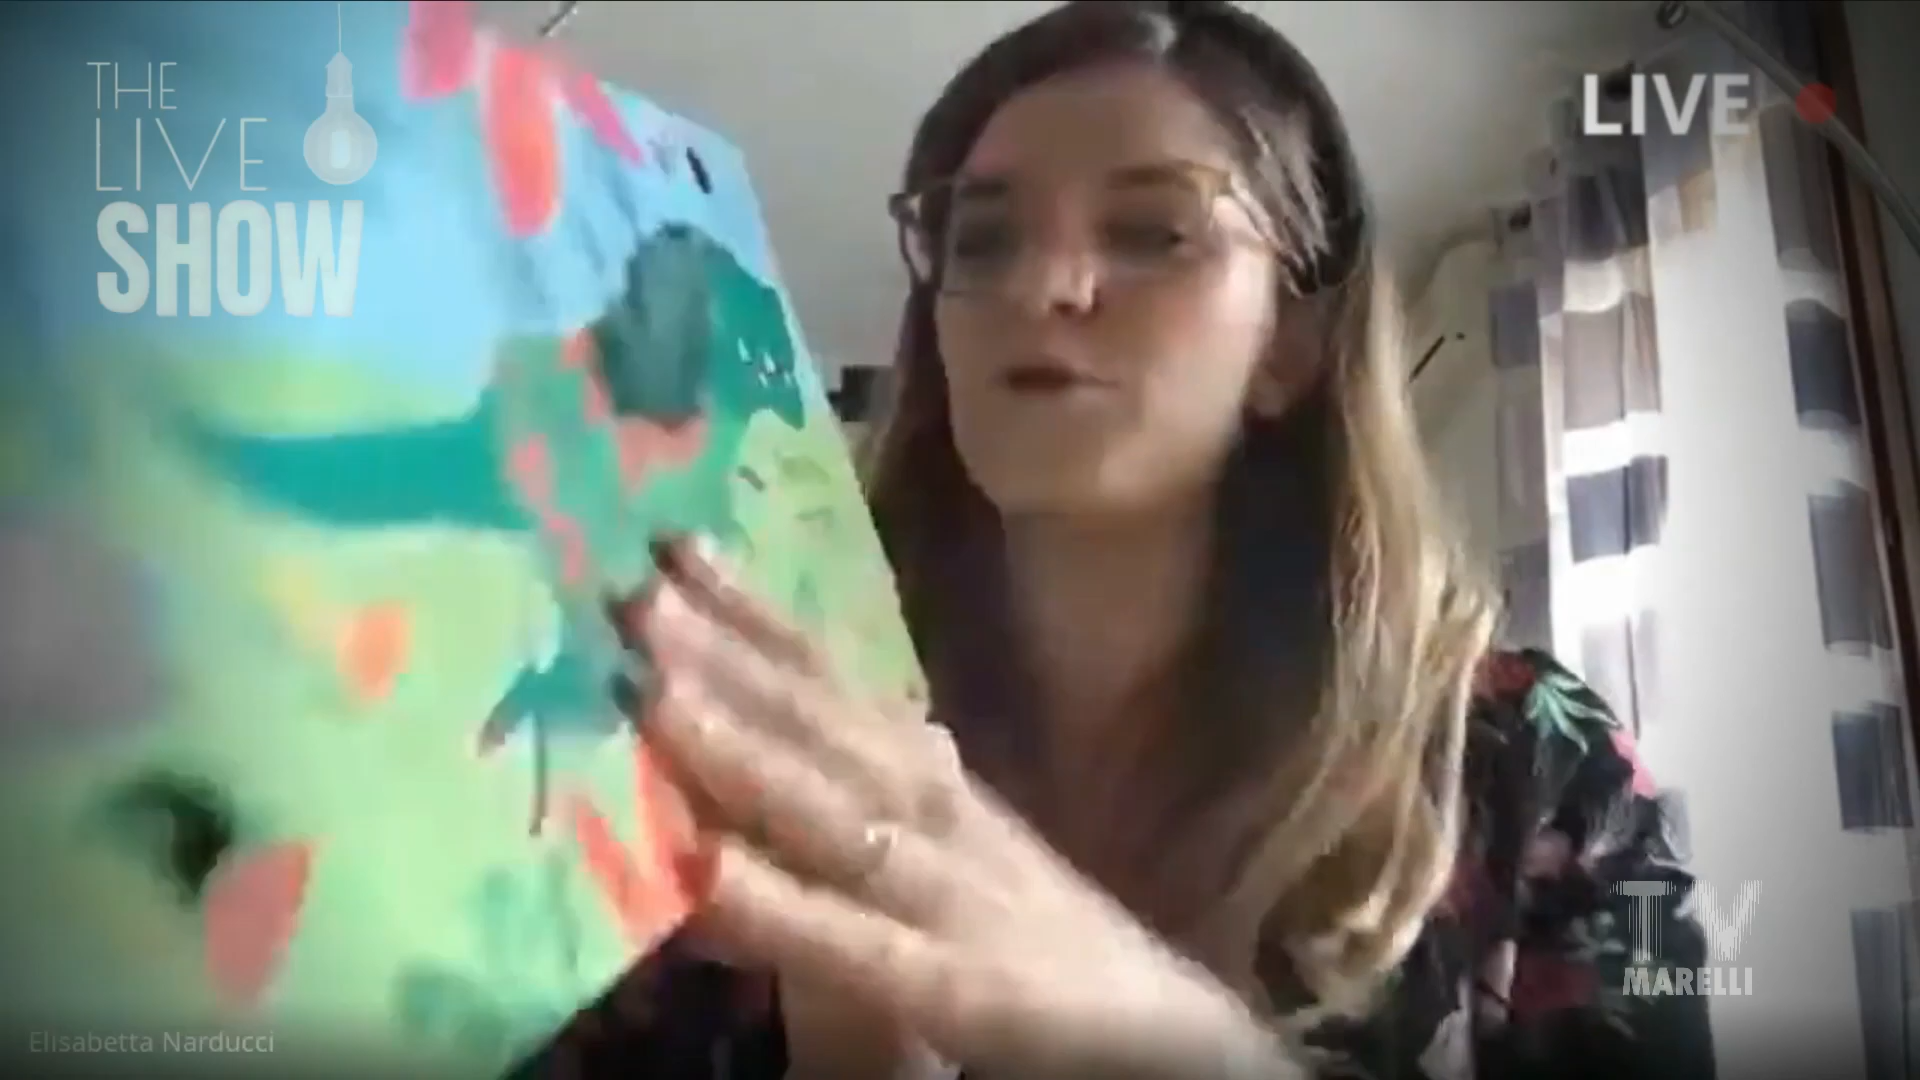 THE
LIVE
SHOW
LIVE
TV
MARELLI
Elisabetta Narducci